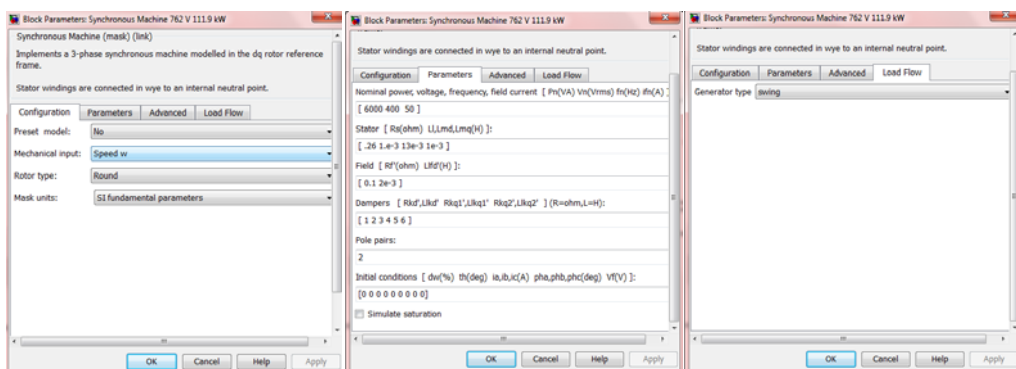 Block Parameters: Synchronous Machine 762 V 111.9 kW
Synchronous Machine (mask) (link)
Implements a 3-phase synchronous machine modelled in the dq rotor reference
frame.
Stator windings are connected in wye to an internal neutral point.
Configuration Parameters Advanced Load Flow
Preset model: No
Mechanical input: Speed w
Rotor type: Round
Mask units: SI fundamental parameters
OK Cancel Help Apply
Block Parameters: Synchronous Machine 762 V 111.9 kW
Stator windings are connected in wye to an internal neutral point.
Configuration Parameters Advanced Load Flow
Nominal power, voltage, frequency, field current [ Pn(VA) Vn(Vrms) fn(Hz) ifn(A) ]
[ 6000 400 50 ]
Stator [ Rs(ohm) Ll,Lmd,Lmq(H) ]:
[ .26 1.e-3 13e-3 1e-3 ]
Field [ Rf'(ohm) Llfd'(H) ]:
[ 0.1 2e-3 ]
Dampers [ Rkd',Llkd' Rkq1',Llkq1' Rkq2',Llkq2' ] (R=ohm,L=H):
[ 1 2 3 4 5 6 ]
Pole pairs:
2
Initial conditions [ dw(%) th(deg) ia,ib,ic(A) pha,phb,phc(deg) Vf(V) ]:
[0 0 0 0 0 0 0 0 0]
Simulate saturation
OK Cancel Help Apply
Block Parameters: Synchronous Machine 762 V 111.9 kW
Stator windings are connected in wye to an internal neutral point.
Configuration Parameters Advanced Load Flow
Generator type swing
OK Cancel Help Apply